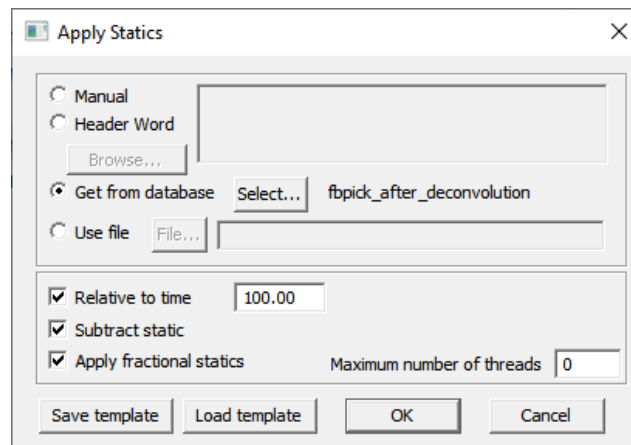 Apply Statics
Manual
Header Word
Browse...
Get from database Select... fbpick_after_deconvolution
Use file File...
Relative to time 100.00
Subtract static
Apply fractional statics Maximum number of threads 0
Save template Load template OK Cancel